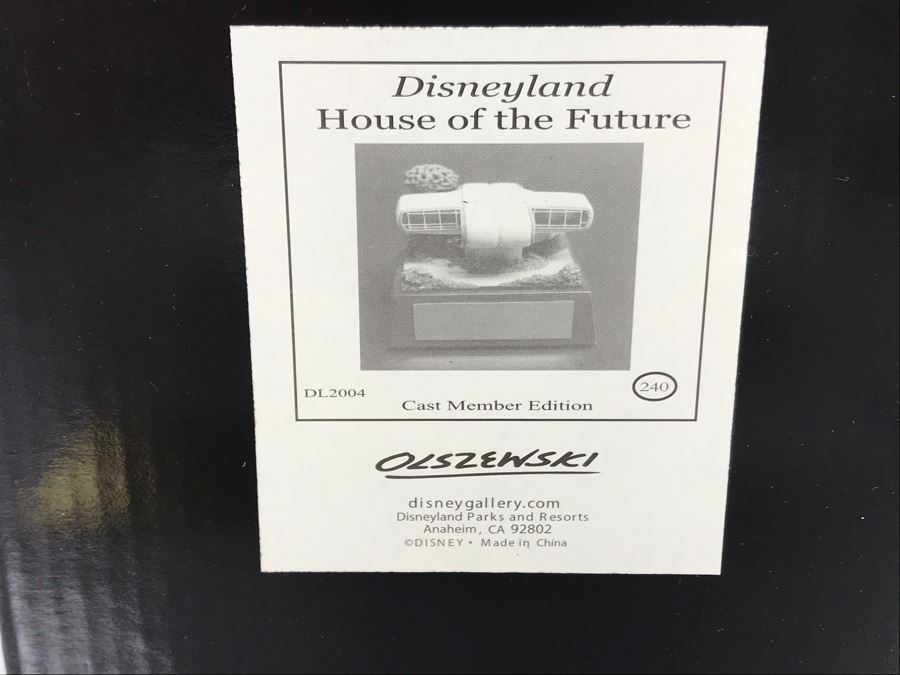 Disneyland
House of the Future
DL2004
240
Cast Member Edition
OLSZEWSKI
disneygallery.com
Disneyland Parks and Resorts
Anaheim, CA 92802
©DISNEY • Made in China